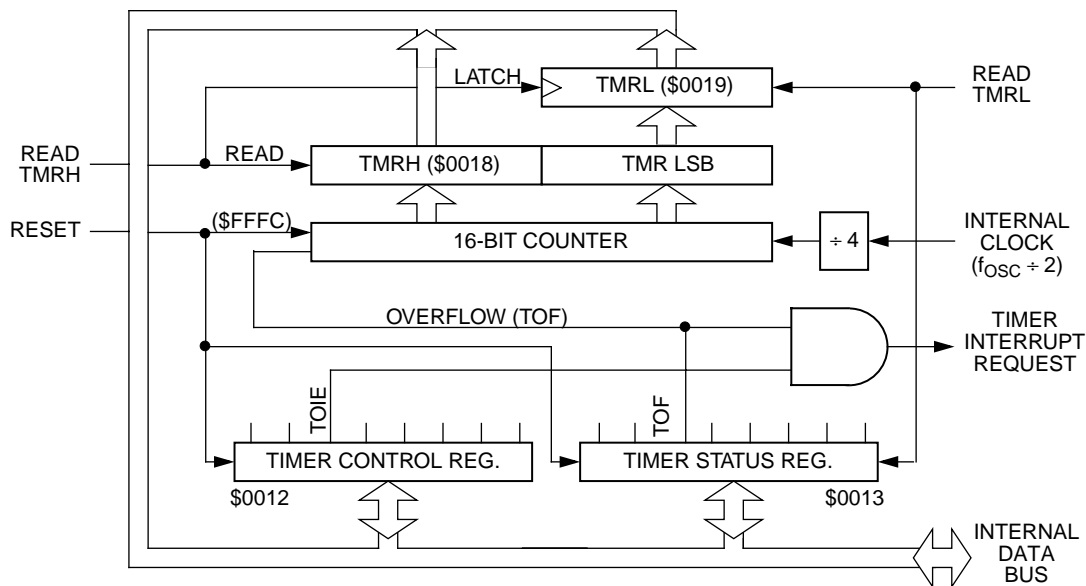 LATCH
TMRL ($0019)
READ
TMRL
READ
TMRH
READ
TMRH ($0018)
TMR LSB
RESET
($FFFC)
16-BIT COUNTER
÷ 4
INTERNAL
CLOCK
(fOSC ÷ 2)
OVERFLOW (TOF)
TIMER
INTERRUPT
REQUEST
TOIE
TOF
TIMER CONTROL REG.
TIMER STATUS REG.
$0012
$0013
INTERNAL
DATA
BUS